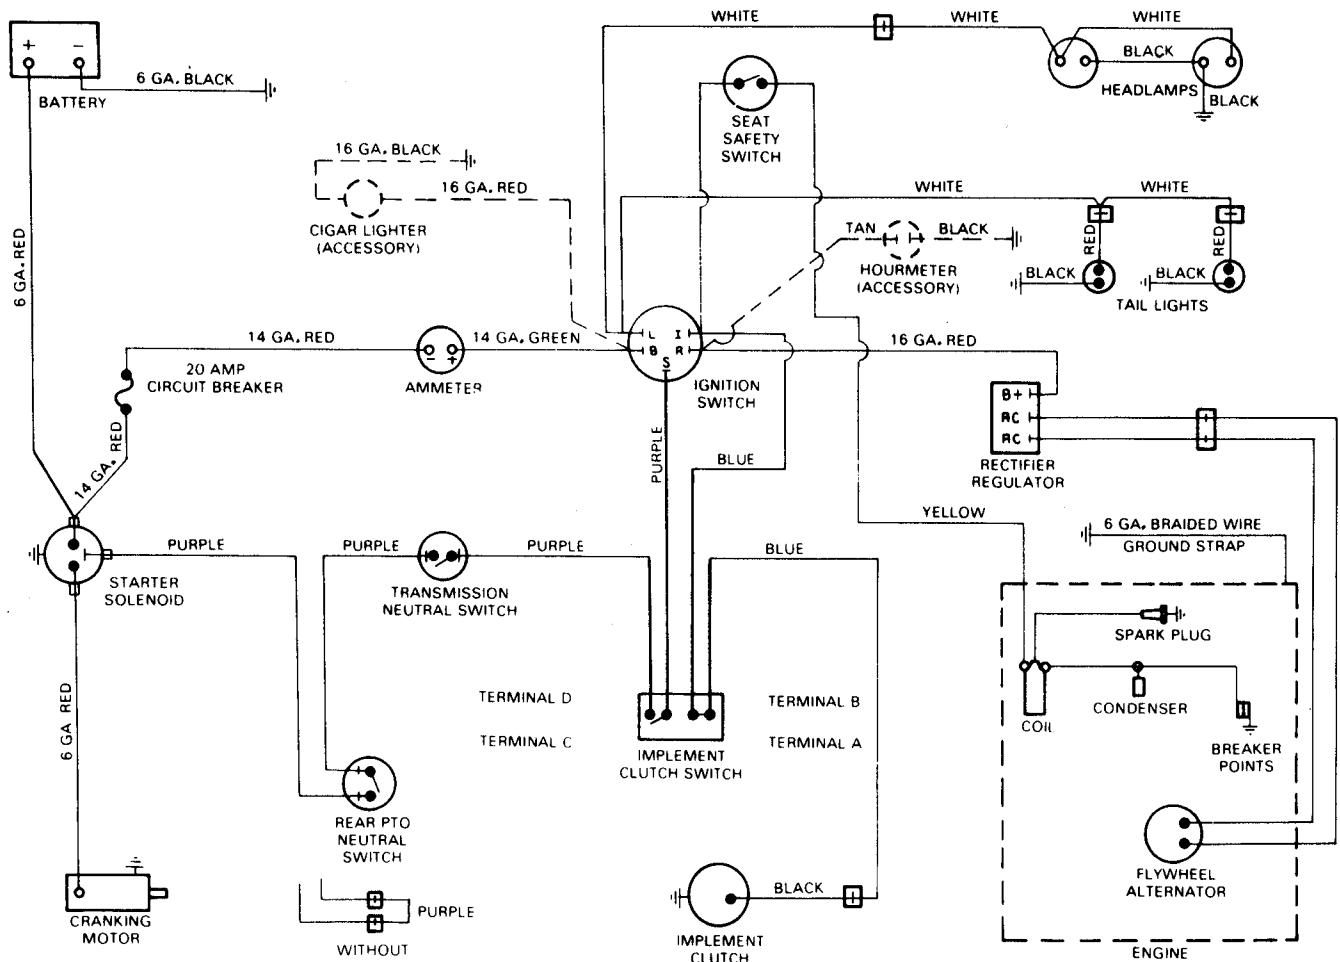 WHITE
WHITE
WHITE
+ -
BATTERY
6 GA. BLACK
BLACK
HEADLAMPS
BLACK
SEAT
SAFETY
SWITCH
16 GA. BLACK
16 GA. RED
CIGAR LIGHTER
(ACCESSORY)
WHITE
WHITE
TAN
BLACK
HOURMETER
(ACCESSORY)
RED
RED
BLACK
BLACK
TAIL LIGHTS
6 GA. RED
14 GA. RED
14 GA. GREEN
- +
AMMETER
20 AMP
CIRCUIT BREAKER
L I
B R
S
IGNITION
SWITCH
16 GA. RED
B+
AC
AC
RECTIFIER
REGULATOR
14 GA. RED
PURPLE
BLUE
YELLOW
6 GA. BRAIDED WIRE
GROUND STRAP
PURPLE
PURPLE
PURPLE
BLUE
STARTER
SOLENOID
TRANSMISSION
NEUTRAL SWITCH
SPARK PLUG
COIL
CONDENSER
BREAKER
POINTS
TERMINAL D
TERMINAL B
TERMINAL C
TERMINAL A
IMPLEMENT
CLUTCH SWITCH
6 GA RED
REAR PTO
NEUTRAL
SWITCH
FLYWHEEL
ALTERNATOR
BLACK
PURPLE
CRANKING
MOTOR
WITHOUT
IMPLEMENT
CLUTCH
ENGINE